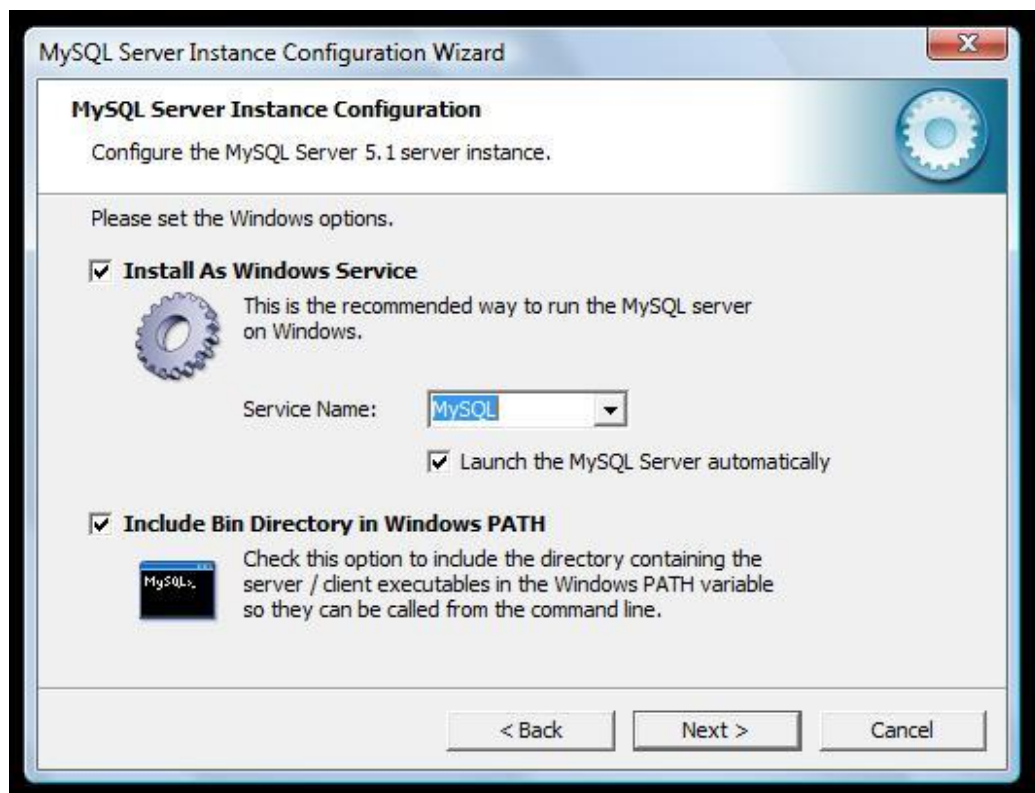 MySQL Server Instance Configuration Wizard
X
MySQL Server Instance Configuration
Configure the MySQL Server 5.1 server instance.
Please set the Windows options.
Install As Windows Service
This is the recommended way to run the MySQL server
on Windows.
Service Name: MySQL
Launch the MySQL Server automatically
Include Bin Directory in Windows PATH
Check this option to include the directory containing the
server / client executables in the Windows PATH variable
so they can be called from the command line.
MySQL>_
< Back Next > Cancel